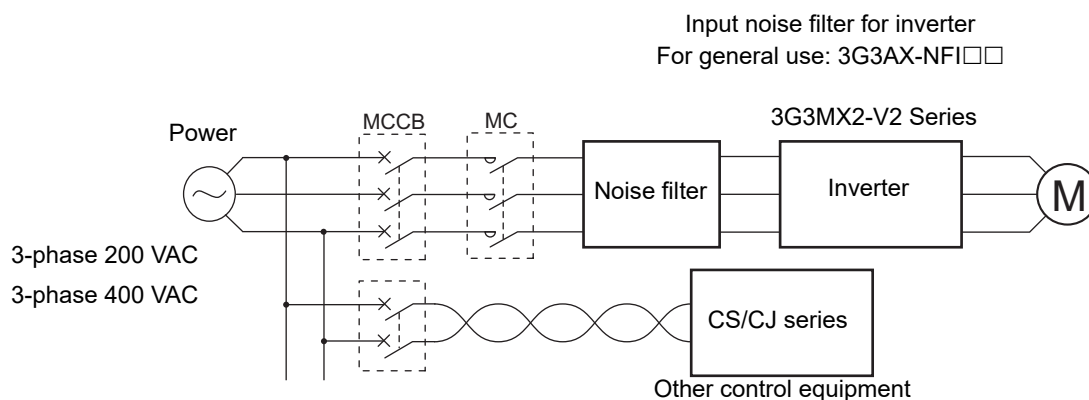 Input noise filter for inverter
For general use: 3G3AX-NFI□□
3G3MX2-V2 Series
Power
MCCB
MC
Noise filter
Inverter
M
3-phase 200 VAC
3-phase 400 VAC
CS/CJ series
Other control equipment